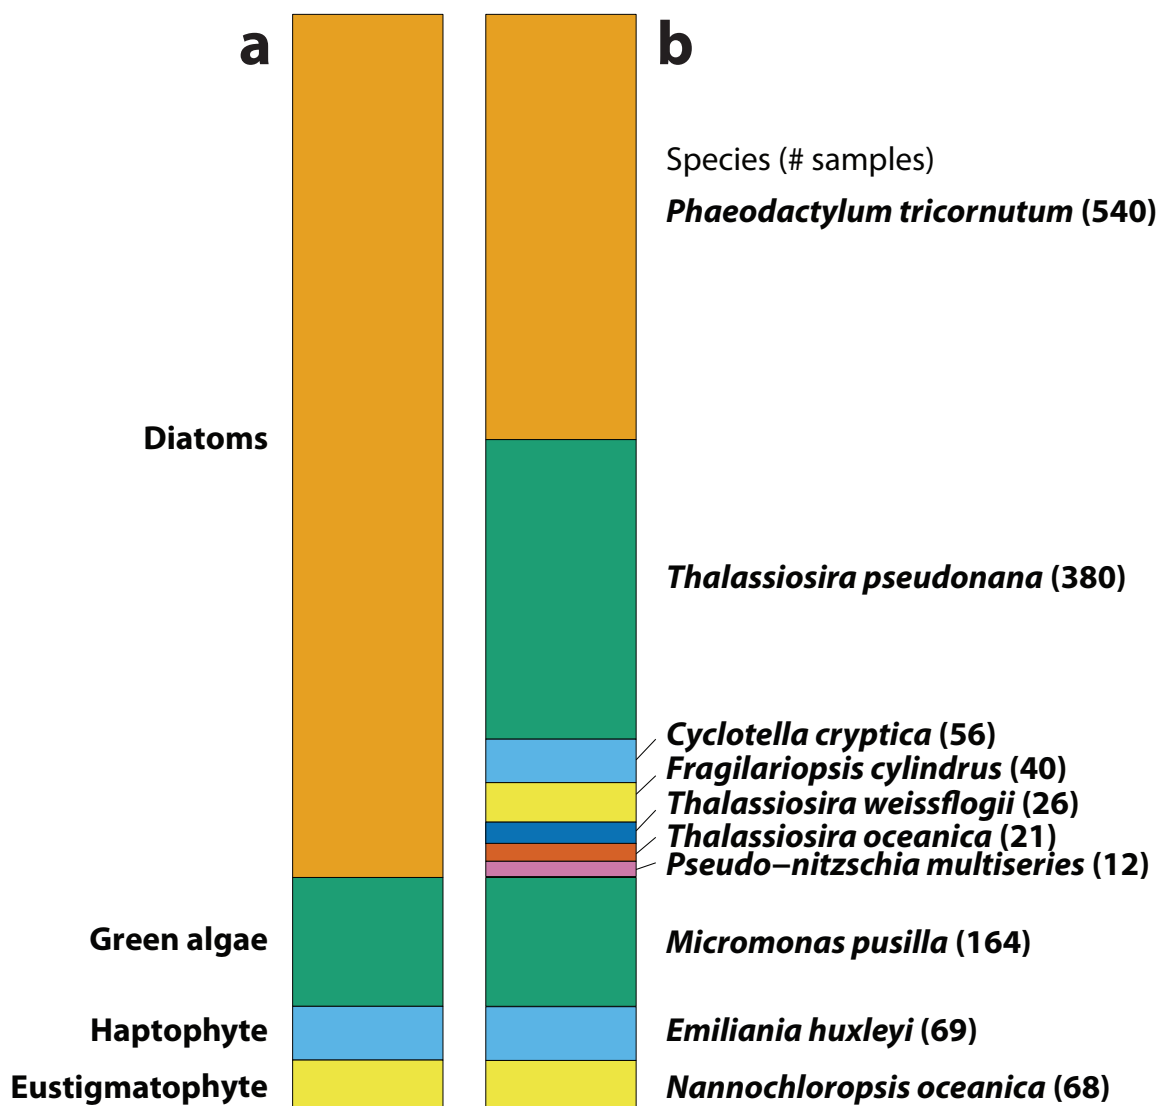 a
b
Species (# samples)
Phaeodactylum tricornutum (540)
Diatoms
Thalassiosira pseudonana (380)
Cyclotella cryptica (56)
Fragilariopsis cylindrus (40)
Thalassiosira weissflogii (26)
Thalassiosira oceanica (21)
Pseudo−nitzschia multiseries (12)
Green algae
Micromonas pusilla (164)
Haptophyte
Emiliania huxleyi (69)
Eustigmatophyte
Nannochloropsis oceanica (68)